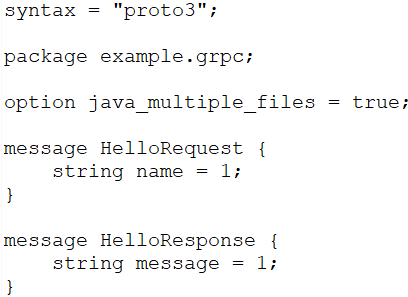 syntax = "proto3";
package example.grpc;
option java_multiple_files = true;
message HelloRequest {
    string name = 1;
}
message HelloResponse {
    string message = 1;
}